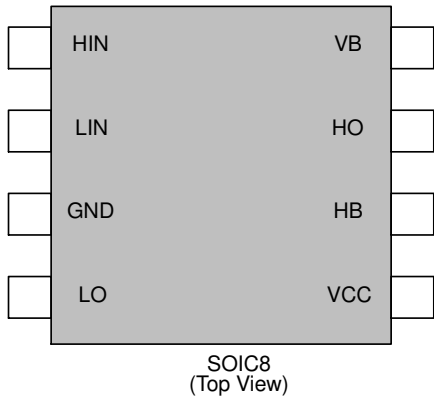 HIN VB
LIN HO
GND HB
LO VCC
SOIC8
(Top View)